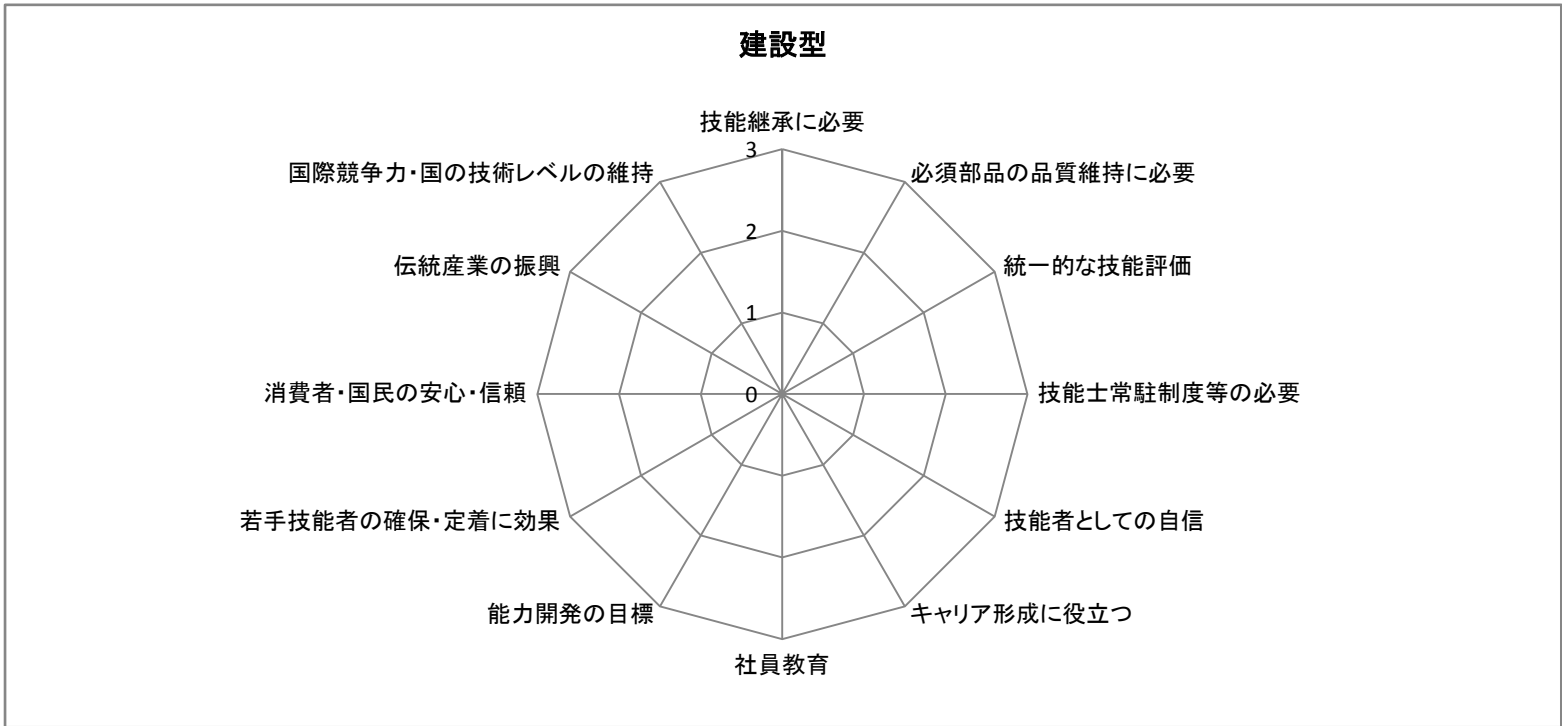 建設型
技能継承に必要
必須部品の品質維持に必要
統一的な技能評価
技能士常駐制度等の必要
技能者としての自信
キャリア形成に役立つ
社員教育
能力開発の目標
若手技能者の確保・定着に効果
消費者・国民の安心・信頼
伝統産業の振興
国際競争力・国の技術レベルの維持
3
2
1
0